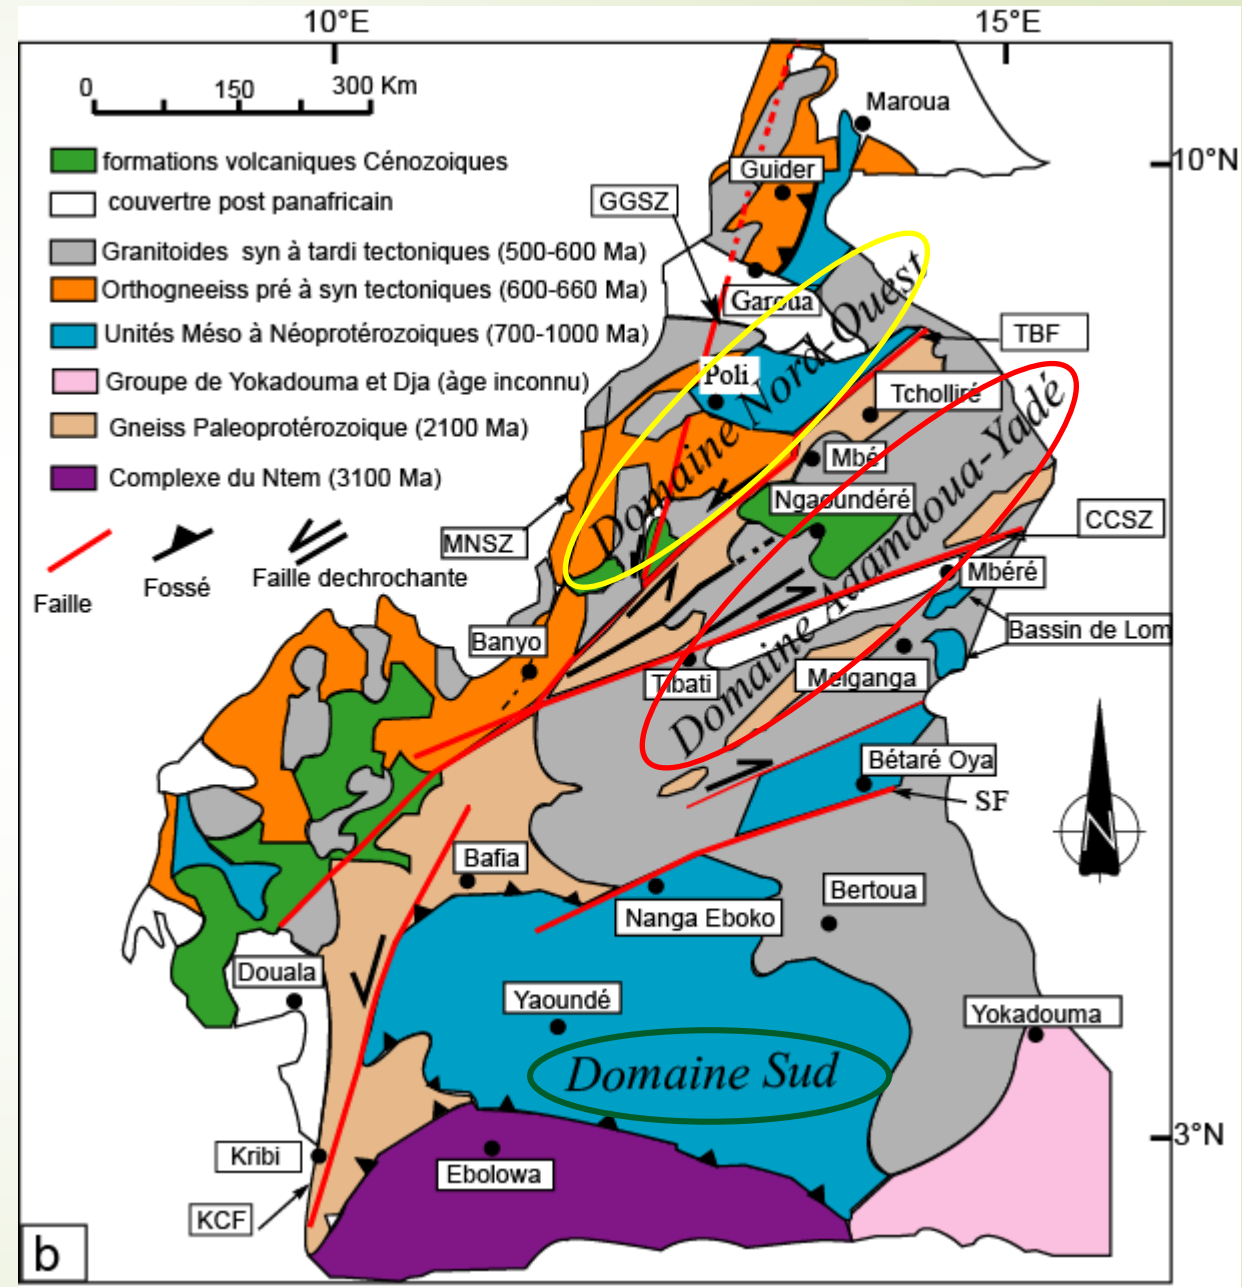 10°E
15°E
0
150
300 Km
Maroua
formations volcaniques Cénozoiques
10°N
Guider
couvertre post panafricain
GGSZ
Granitoides syn à tardi tectoniques (500-600 Ma)
Orthogneeiss pré à syn tectoniques (600-660 Ma)
Garoua
Unités Méso à Néoprotérozoiques (700-1000 Ma)
TBF
Groupe de Yokadouma et Dja (âge inconnu)
Poli
Tcholliré
Domaine Nord-Ouest
Gneiss Paleoprotérozoique (2100 Ma)
Mbé
Complexe du Ntem (3100 Ma)
Ngaoundéré
CCSZ
MNSZ
Faille
Fossé
Faille dechrochante
Mbéré
Domaine Adamaoua-Yadé
Bassin de Lom
Banyo
Tibati
Meiganga
Bétaré Oya
SF
Bafia
Bertoua
Nanga Eboko
Douala
Yaoundé
Yokadouma
Domaine Sud
3°N
Kribi
Ebolowa
KCF
N
b